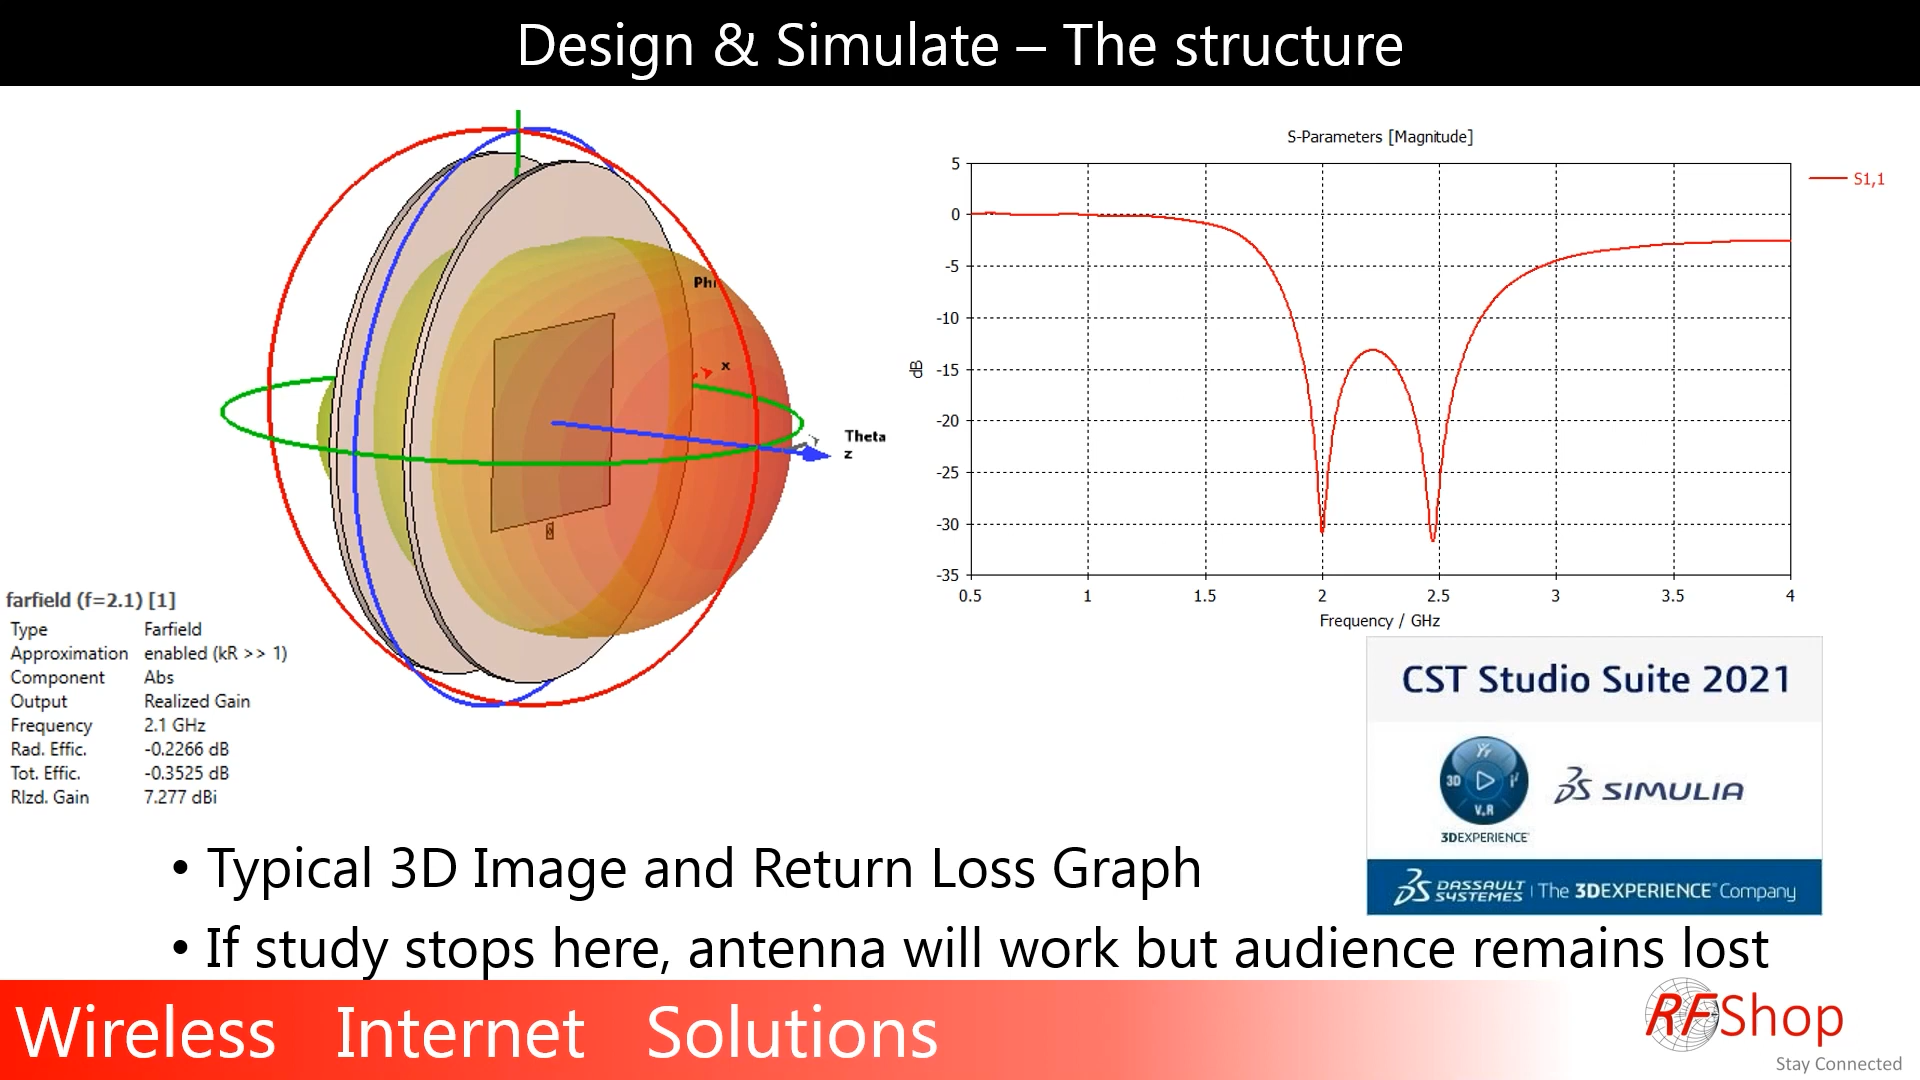 Design & Simulate – The structure
S-Parameters [Magnitude]
S1,1
5
0
-5
-10
-15
-20
-25
-30
-35
dB
0.5 1 1.5 2 2.5 3 3.5 4
Frequency / GHz
Phi
x
Theta
z
farfield (f=2.1) [1]
Type Farfield
Approximation enabled (kR >> 1)
Component Abs
Output Realized Gain
Frequency 2.1 GHz
Rad. Effic. -0.2266 dB
Tot. Effic. -0.3525 dB
Rlzd. Gain 7.277 dBi
CST Studio Suite 2021
3D
V+R
3DEXPERIENCE
SIMULIA
DASSAULT SYSTEMES | The 3DEXPERIENCE® Company
• Typical 3D Image and Return Loss Graph
• If study stops here, antenna will work but audience remains lost
Wireless Internet Solutions
RFShop
Stay Connected